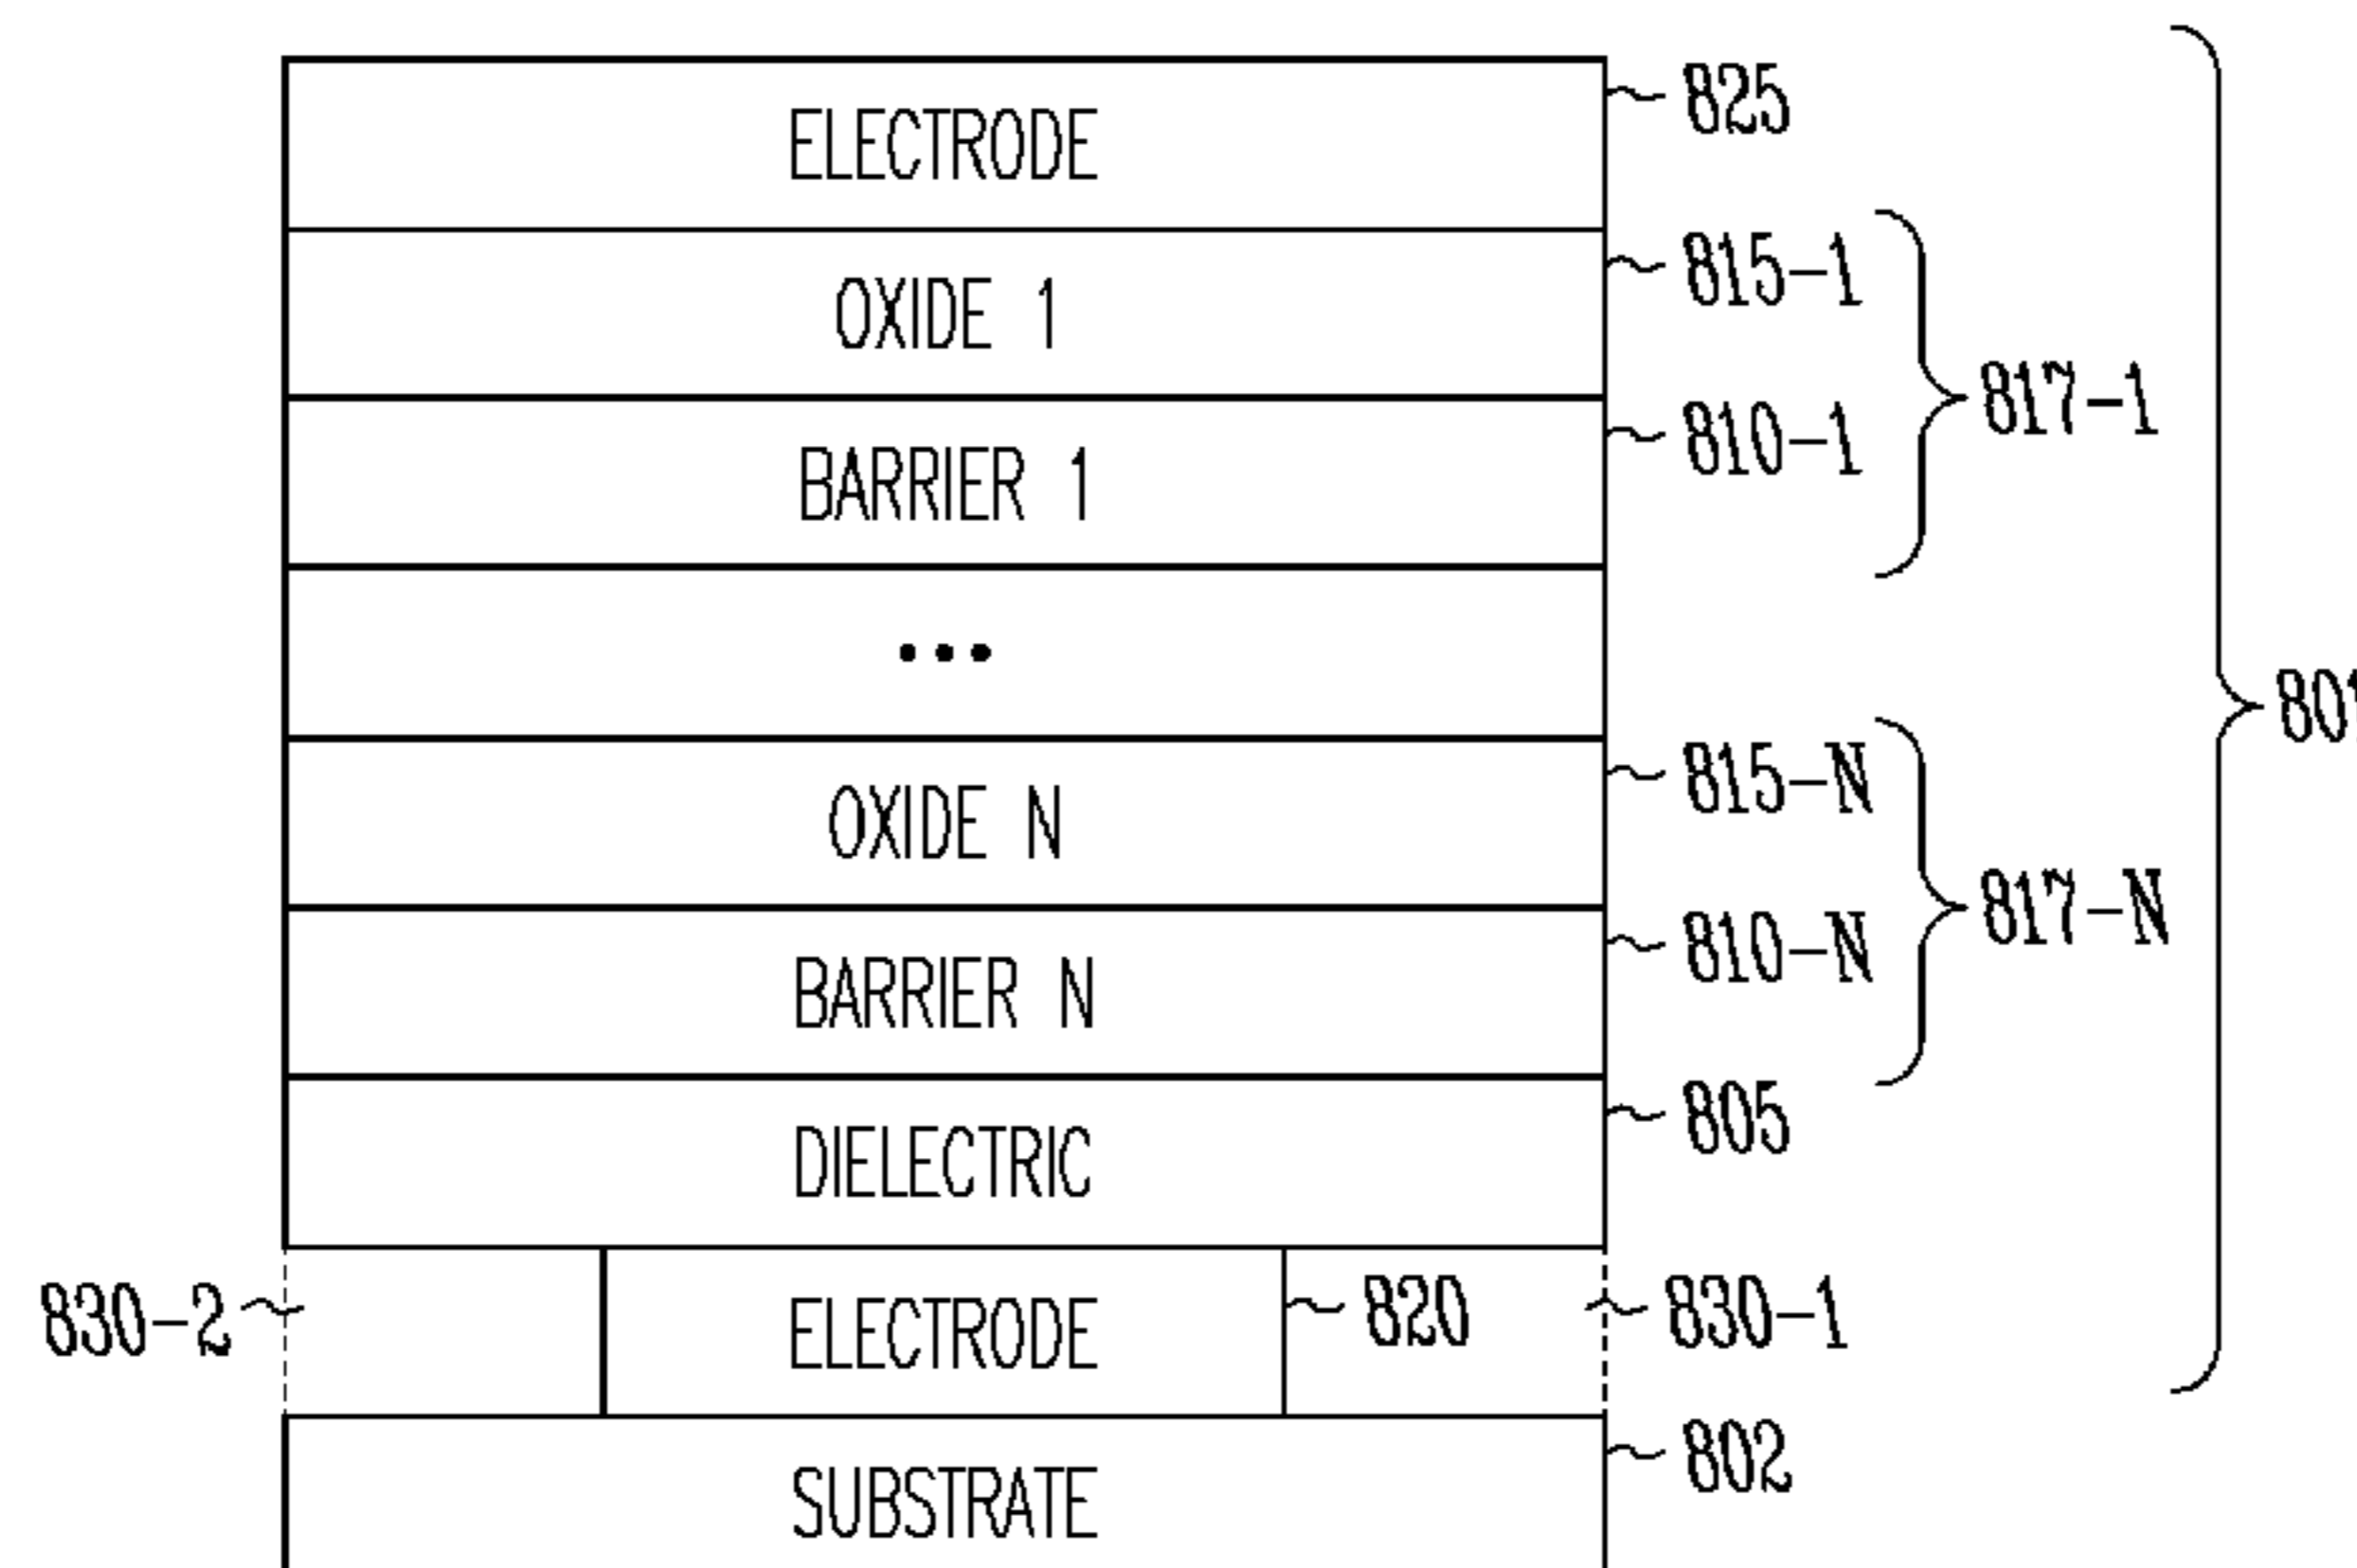 ELECTRODE 825
OXIDE 1 815-1
817-1
BARRIER 1 810-1
...
801
OXIDE N 815-N
817-N
BARRIER N 810-N
DIELECTRIC 805
830-2 ELECTRODE 820 830-1
SUBSTRATE 802